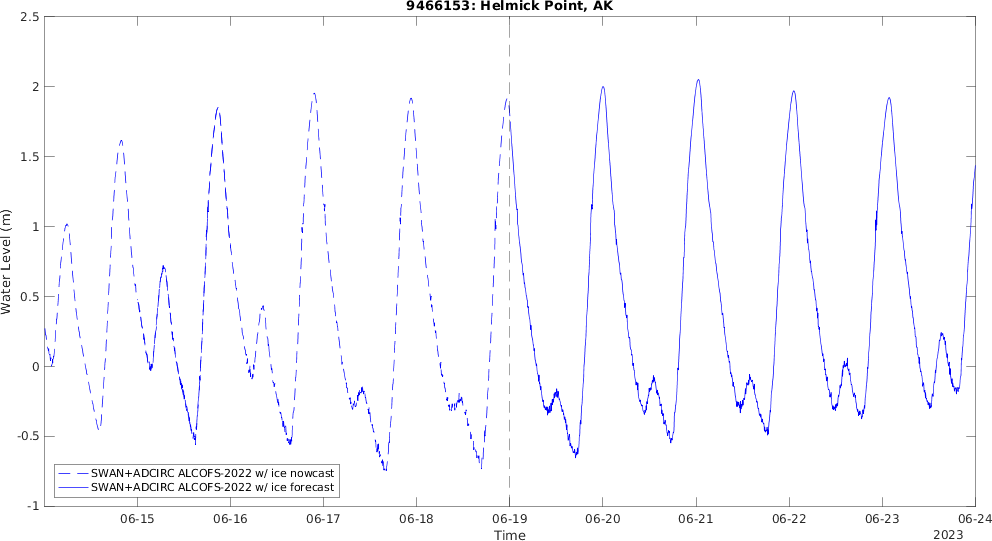 9466153: Helmick Point, AK
2.5
2
1.5
1
0.5
0
-0.5
-1
Water Level (m)
SWAN+ADCIRC ALCOFS-2022 w/ ice nowcast
SWAN+ADCIRC ALCOFS-2022 w/ ice forecast
06-15 06-16 06-17 06-18 06-19 06-20 06-21 06-22 06-23 06-24
Time
2023